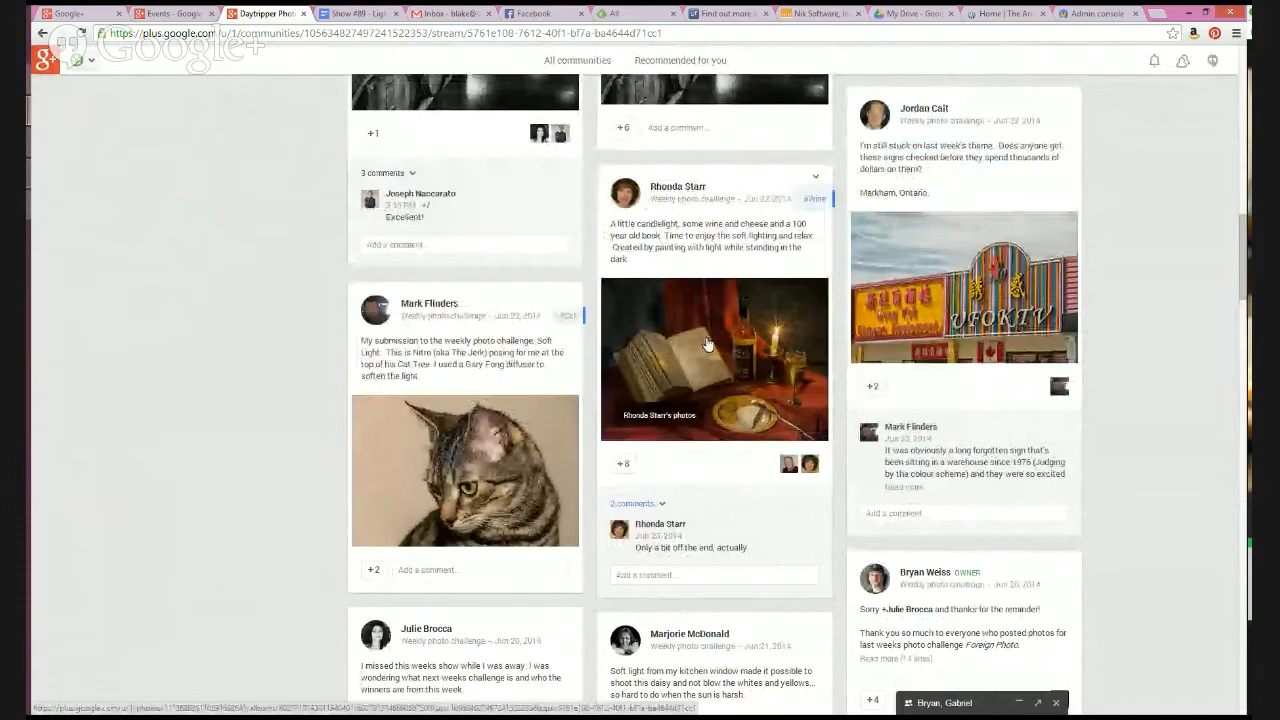 Google+
Events - Google
Daytripper Phot
Show #89 - Ligh
Inbox - blake@s
Facebook
All
Find out more
Nik Software, In
My Drive - Goog
Home | The Arc
Admin console
https://plus.google.com/u/1/communities/105634827497241522353/stream/5761e108-7612-40f1-bf7a-ba4644d71cc1
Google+
g+
All communities
Recommended for you
+1
3 comments
Joseph Naccarato
Excellent!
Add a comment...
Mark Flinders
Weekly photo challenge - Jun 22, 2014
#Cat
My submission to the weekly photo challenge, Soft
Light. This is Nitro (aka The Jerk) posing for me at the
top of his Cat Tree. I used a Gary Fong diffuser to
soften the light.
+2
Add a comment...
Julie Brocca
Weekly photo challenge - Jun 20, 2014
I missed this weeks show while I was away. I was
wondering what next weeks challenge is and who the
winners are from this week.
+6
Add a comment...
Rhonda Starr
Weekly photo challenge - Jun 22, 2014
#Wine
A little candlelight, some wine and cheese and a 100
year old book. Time to enjoy the soft lighting and relax.
Created by painting with light while standing in the
dark.
Rhonda Starr's photos
+8
2 comments
Rhonda Starr
Jun 23, 2014
Only a bit off the end, actually
Add a comment...
Marjorie McDonald
Weekly photo challenge - Jun 21, 2014
Soft light from my kitchen window made it possible to
shoot this daisy and not blow the whites and yellows...
so hard to do when the sun is harsh.
Jordan Cait
Weekly photo challenge - Jun 22, 2014
I'm still stuck on last week's theme. Does anyone get
these signs checked before they spend thousands of
dollars on them?
Markham, Ontario.
UFOKTV
+2
Mark Flinders
Jun 22, 2014
It was obviously a long forgotten sign that's
been sitting in a warehouse since 1976 (Judging
by the colour scheme) and they were so excited
Read more
Add a comment...
Bryan Weiss OWNER
Weekly photo challenge - Jun 20, 2014
Sorry +Julie Brocca and thanks for the reminder!
Thank you so much to everyone who posted photos for
last weeks photo challenge Foreign Photo.
Read more (11 lines)
+4
Bryan, Gabriel